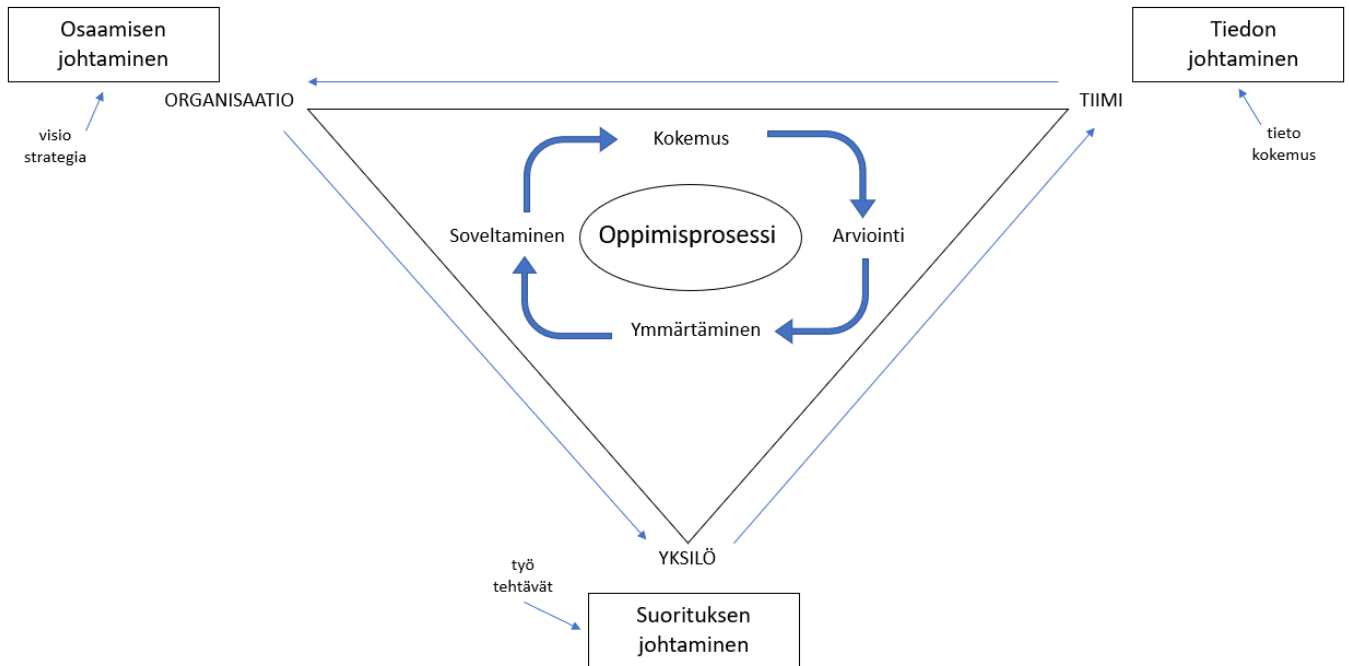 Osaamisen
johtaminen
Tiedon
johtaminen
ORGANISAATIO
TIIMI
visio
strategia
tieto
kokemus
Kokemus
Soveltaminen
Oppimisprosessi
Arviointi
Ymmärtäminen
YKSILÖ
työ
tehtävät
Suorituksen
johtaminen